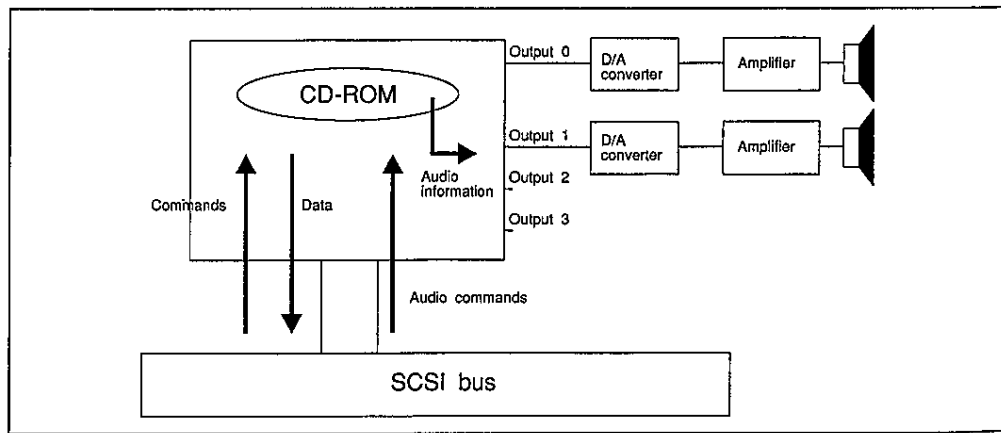 Output 0
D/A
converter
Amplifier
CD-ROM
Output 1
D/A
converter
Amplifier
Audio
information
Output 2
Commands
Data
Output 3
Audio commands
SCSI bus